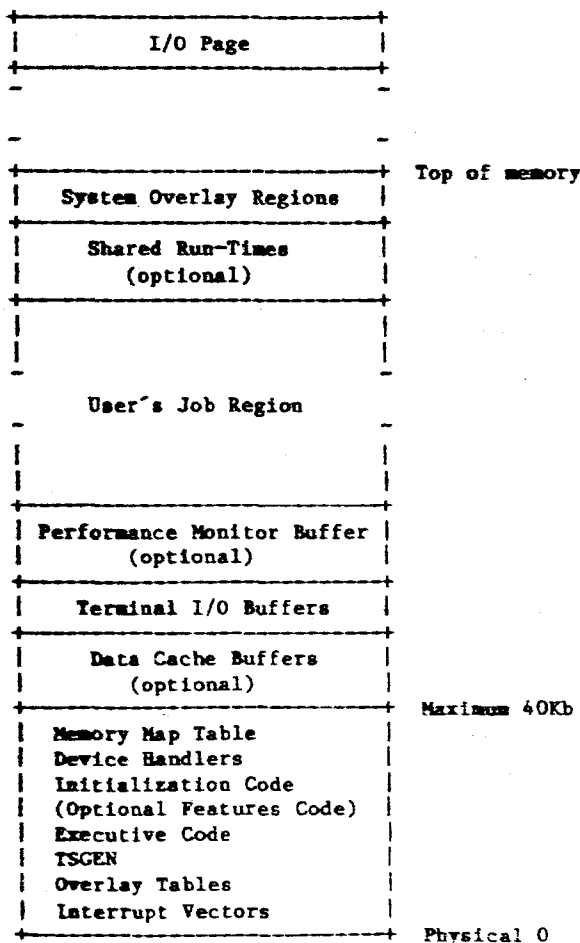 I/O Page
Top of memory
System Overlay Regions
Shared Run-Times
(optional)
User's Job Region
Performance Monitor Buffer
(optional)
Terminal I/O Buffers
Data Cache Buffers
(optional)
Maximum 40Kb
Memory Map Table
Device Handlers
Initialization Code
(Optional Features Code)
Executive Code
TSGEN
Overlay Tables
Interrupt Vectors
Physical 0